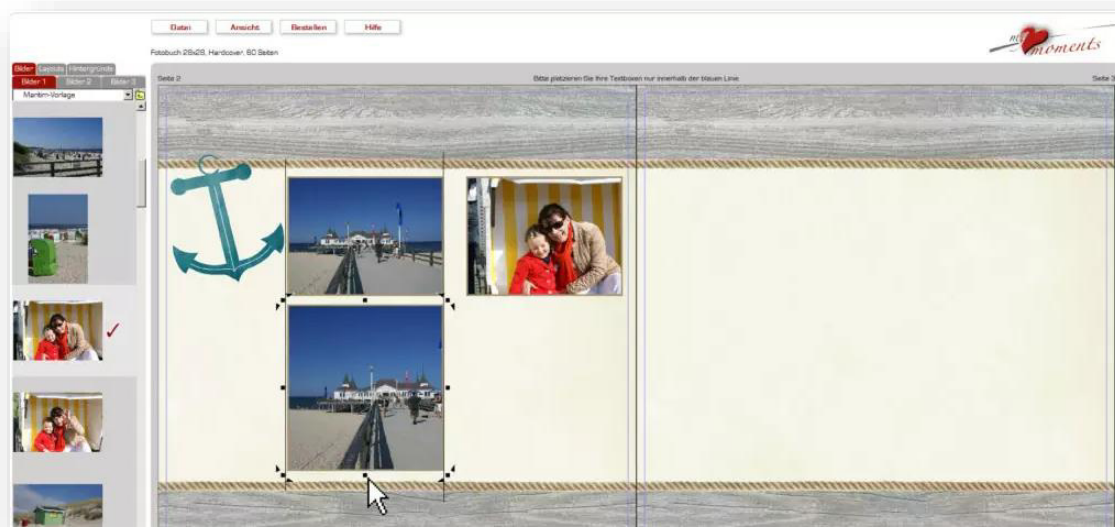 Datei Ansicht Bestellen Hilfe
my moments
Fotobuch 28x28, Hardcover, 60 Seiten
Bilder Layouts Hintergründe
Bilder 1 Bilder 2 Bilder 3
Maritim-Vorlage
Seite 2 Bitte platzieren Sie Ihre Textboxen nur innerhalb der blauen Linie. Seite 3